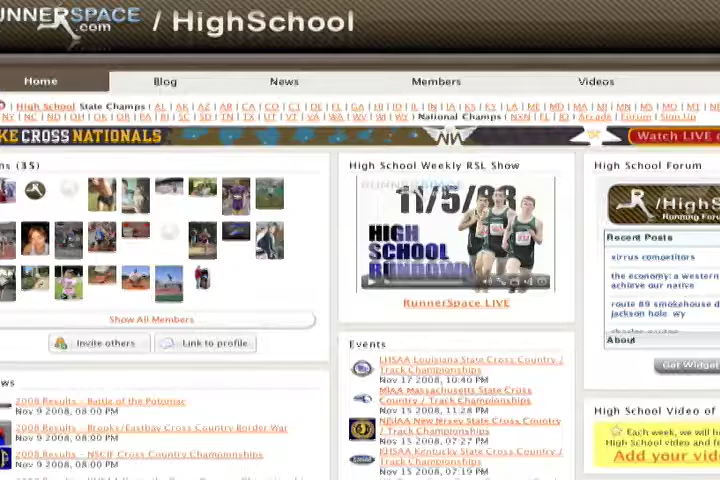 UNNERSPACE
.com / HighSchool
Home Blog News Members Videos
High School State Champs | AL | AK | AZ | AR | CA | CO | CT | DE | FL | GA | HI | ID | IL | IN | IA | KS | KY | LA | ME | MD | MA | MI | MN | MS | MO | MT |
NY | NC | ND | OH | OK | OR | PA | RI | SC | SD | TN | TX | UT | VT | VA | WA | WV | WI | WY > National Champs | NXN | FL | JO | Arcade | Forum | Sign Up
KE CROSS NATIONALS
Watch LIVE
ns (35)
Show All Members
Invite others
Link to profile
ws
2008 Results - Battle of the Potomac
Nov 9 2008, 08:00 PM
2008 Results - Brooks/Eastbay Cross Country Border War
Nov 9 2008, 08:00 PM
2008 Results - NSCIF Cross Country Championships
Nov 9 2008, 08:00 PM
High School Weekly RSL Show
RUNNERSPACE
11/5/88
HIGH
SCHOOL
RUNDOWN
RunnerSpace LIVE
Events
LHSAA Louisiana State Cross Country /
Track Championships
Nov 17 2008, 10:40 PM
MIAA Massachusetts State Cross
Country / Track Championships
Nov 15 2008, 11:28 PM
NJSIAA New Jersey State Cross Country
/ Track Championships
Nov 15 2008, 07:27 PM
KHSAA Kentucky State Cross Country /
Track Championships
Nov 15 2008, 07:19 PM
High School Forum
/HighS
Running Foru
Recent Posts
virrus competitors
the economy: a western
achieve our native
route 89 smokehouse d
jackson hole wy
About
Get Widget
High School Video of
Each week, we will h
High School video and f
Add your vid